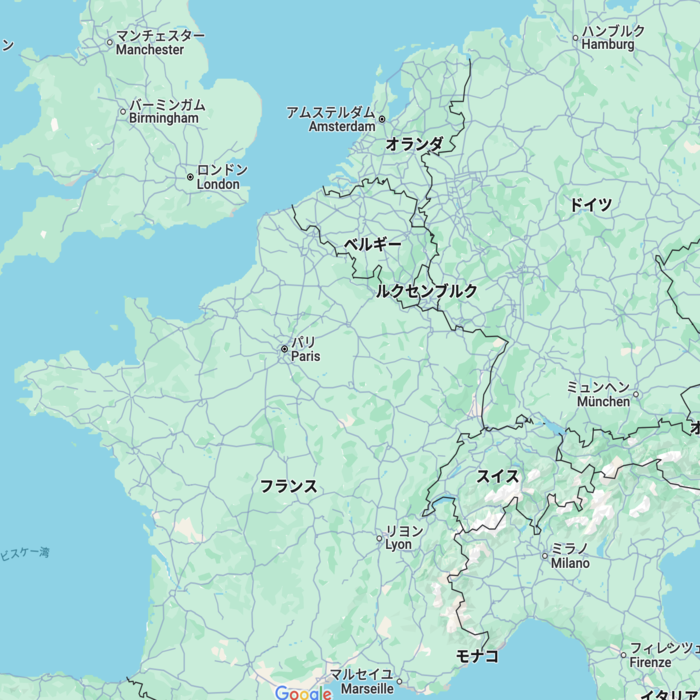 ハンブルク
Hamburg
マンチェスター
Manchester
ン
バーミンガム
Birmingham
アムステルダム
Amsterdam
オランダ
ロンドン
London
ドイツ
ベルギー
ルクセンブルク
パリ
Paris
ミュンヘン
München
オ
スイス
フランス
リヨン
Lyon
ビスケー湾
ミラノ
Milano
モナコ
フィレンツェ
Firenze
マルセイユ
Marseille
Google
イタリア